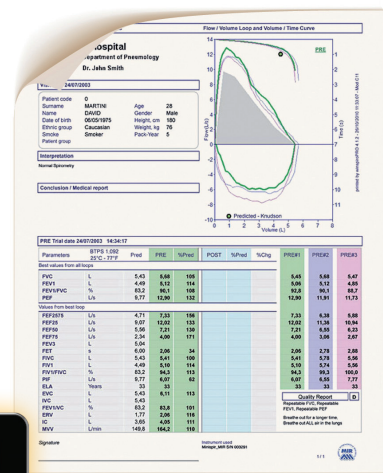 Hospital
Department of Pneumology
Dr. John Smith
24/07/2003
Patient code 0
Surname MARTINI Age 28
Name DAVID Gender Male
Date of birth 06/05/1975 Height, cm 180
Ethnic group Caucasian Weight, kg 76
Smoke Smoker Pack-Year 5
Patient group
Interpretation
Normal Spirometry
Conclusion / Medical report
Flow / Volume Loop and Volume / Time Curve
PRE
Flow(L/s)
Time (s)
Predicted - Knudson
Volume (L)
PRE Trial date 24/07/2003 14:34:17
Parameters BTPS 1.092 25°C - 77°F Pred PRE %Pred POST %Pred %Chg PRE#1 PRE#2 PRE#3
Best values from all loops
FVC L 5,43 5,68 105 5,45 5,68 5,47
FEV1 L 4,49 5,12 114 5,06 5,12 4,85
FEV1/FVC % 83,2 90,1 108 92,8 90,1 88,7
PEF L/s 9,77 12,90 132 12,90 11,91 11,73
Values from best loop
FEF2575 L/s 4,71 7,33 156 7,33 6,38 5,88
FEF25 L/s 9,07 12,02 133 12,02 11,36 10,94
FEF50 L/s 5,56 7,21 130 7,21 6,55 6,23
FEF75 L/s 2,34 4,00 171 4,00 3,06 2,67
FEV3 L 5,04
FET s 6,00 2,06 34 2,06 2,78 2,88
FIVC L 5,43 5,41 100 5,41 5,78 5,56
FIV1 L 4,49 5,10 114 5,10 5,74 5,56
FIV1/FIVC % 83,2 94,3 113 94,3 99,3 100,0
PIF L/s 9,77 6,07 62 6,07 6,55 7,77
ELA Years 33 33 33 33 33
EVC L 5,43 6,11 113
IVC L 5,43
FEV1/VC % 83,2 83,8 101
ERV L 1,77 2,06 116
IC L 3,65 4,05 111
MVV L/min 149,8 164,2 110
Quality Report D
Repeatable FVC, Repeatable
FEV1, Repeatable PEF
Breathe out for a longer time,
Breathe out ALL air in the lungs
Signature
Instrument used
1/1
MIR